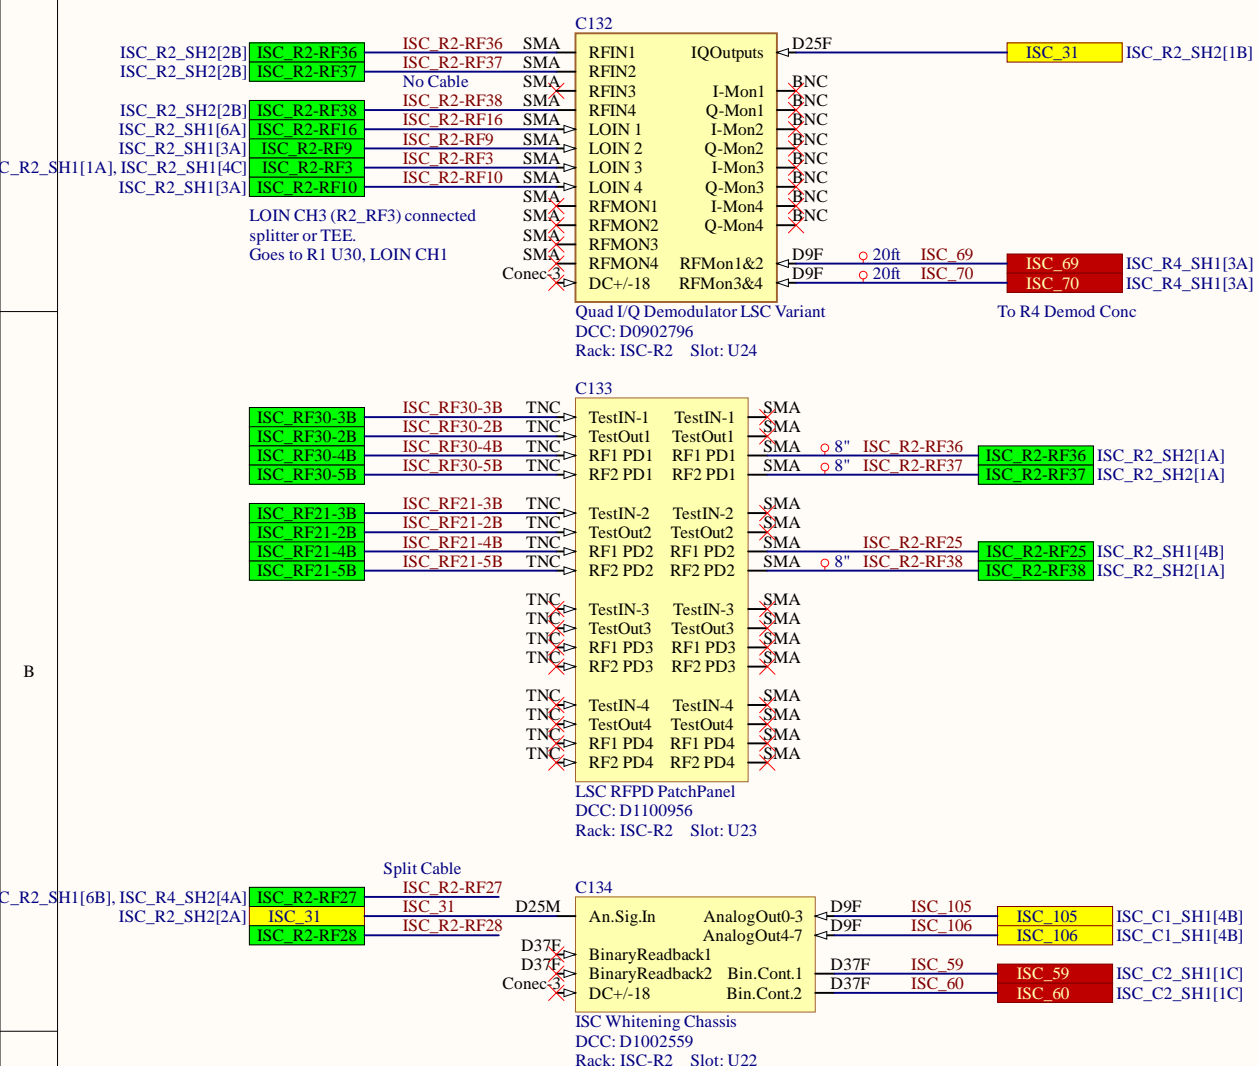 C132
ISC_R2_SH2[2B] ISC_R2-RF36 ISC_R2-RF36 SMA RFIN1 IQOutputs D25F ISC_31 ISC_R2_SH2[1B]
ISC_R2_SH2[2B] ISC_R2-RF37 ISC_R2-RF37 SMA RFIN2
No Cable SMA RFIN3 I-Mon1 BNC
ISC_R2_SH2[2B] ISC_R2-RF38 ISC_R2-RF38 SMA RFIN4 Q-Mon1 BNC
ISC_R2_SH1[6A] ISC_R2-RF16 ISC_R2-RF16 SMA LOIN 1 I-Mon2 BNC
ISC_R2_SH1[3A] ISC_R2-RF9 ISC_R2-RF9 SMA LOIN 2 Q-Mon2 BNC
C_R2_SH1[1A], ISC_R2_SH1[4C] ISC_R2-RF3 ISC_R2-RF3 SMA LOIN 3 I-Mon3 BNC
ISC_R2_SH1[3A] ISC_R2-RF10 ISC_R2-RF10 SMA LOIN 4 Q-Mon3 BNC
SMA RFMON1 I-Mon4 BNC
SMA RFMON2 Q-Mon4 BNC
SMA RFMON3
SMA RFMON4 RFMon1&2 D9F 20ft ISC_69 ISC_69 ISC_R4_SH1[3A]
Conec-3 DC+/-18 RFMon3&4 D9F 20ft ISC_70 ISC_70 ISC_R4_SH1[3A]
LOIN CH3 (R2_RF3) connected
splitter or TEE.
Goes to R1 U30, LOIN CH1
Quad I/Q Demodulator LSC Variant
To R4 Demod Conc
DCC: D0902796
Rack: ISC-R2 Slot: U24
C133
ISC_RF30-3B ISC_RF30-3B TNC TestIN-1 TestIN-1 SMA
ISC_RF30-2B ISC_RF30-2B TNC TestOut1 TestOut1 SMA
ISC_RF30-4B ISC_RF30-4B TNC RF1 PD1 RF1 PD1 SMA 8" ISC_R2-RF36 ISC_R2-RF36 ISC_R2_SH2[1A]
ISC_RF30-5B ISC_RF30-5B TNC RF2 PD1 RF2 PD1 SMA 8" ISC_R2-RF37 ISC_R2-RF37 ISC_R2_SH2[1A]
ISC_RF21-3B ISC_RF21-3B TNC TestIN-2 TestIN-2 SMA
ISC_RF21-2B ISC_RF21-2B TNC TestOut2 TestOut2 SMA
ISC_RF21-4B ISC_RF21-4B TNC RF1 PD2 RF1 PD2 SMA ISC_R2-RF25 ISC_R2-RF25 ISC_R2_SH1[4B]
ISC_RF21-5B ISC_RF21-5B TNC RF2 PD2 RF2 PD2 SMA 8" ISC_R2-RF38 ISC_R2-RF38 ISC_R2_SH2[1A]
TNC TestIN-3 TestIN-3 SMA
TNC TestOut3 TestOut3 SMA
TNC RF1 PD3 RF1 PD3 SMA
TNC RF2 PD3 RF2 PD3 SMA
B
TNC TestIN-4 TestIN-4 SMA
TNC TestOut4 TestOut4 SMA
TNC RF1 PD4 RF1 PD4 SMA
TNC RF2 PD4 RF2 PD4 SMA
LSC RFPD PatchPanel
DCC: D1100956
Rack: ISC-R2 Slot: U23
Split Cable
C134
C_R2_SH1[6B], ISC_R4_SH2[4A] ISC_R2-RF27 ISC_R2-RF27
ISC_R2_SH2[2A] ISC_31 ISC_31 D25M An.Sig.In AnalogOut0-3 D9F ISC_105 ISC_105 ISC_C1_SH1[4B]
ISC_R2-RF28 ISC_R2-RF28 AnalogOut4-7 D9F ISC_106 ISC_106 ISC_C1_SH1[4B]
D37F BinaryReadback1
D37F BinaryReadback2 Bin.Cont.1 D37F ISC_59 ISC_59 ISC_C2_SH1[1C]
Conec-3 DC+/-18 Bin.Cont.2 D37F ISC_60 ISC_60 ISC_C2_SH1[1C]
ISC Whitening Chassis
DCC: D1002559
Rack: ISC-R2 Slot: U22